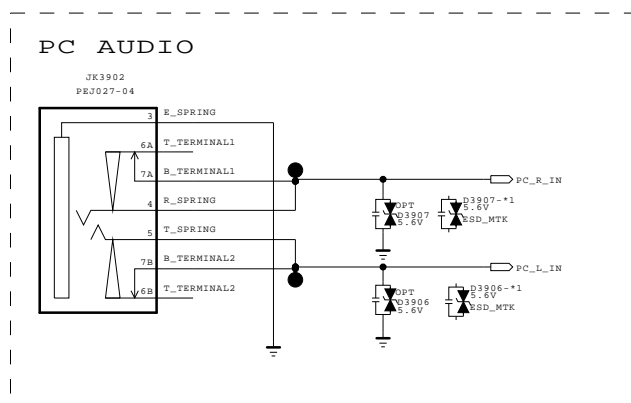 PC AUDIO
JK3902
PEJ027-04
3 E_SPRING
6A T_TERMINAL1
7A B_TERMINAL1
4 R_SPRING
5 T_SPRING
7B B_TERMINAL2
6B T_TERMINAL2
PC_R_IN
OPT
D3907
5.6V
D3907-*1
5.6V
ESD_MTK
PC_L_IN
OPT
D3906
5.6V
D3906-*1
5.6V
ESD_MTK